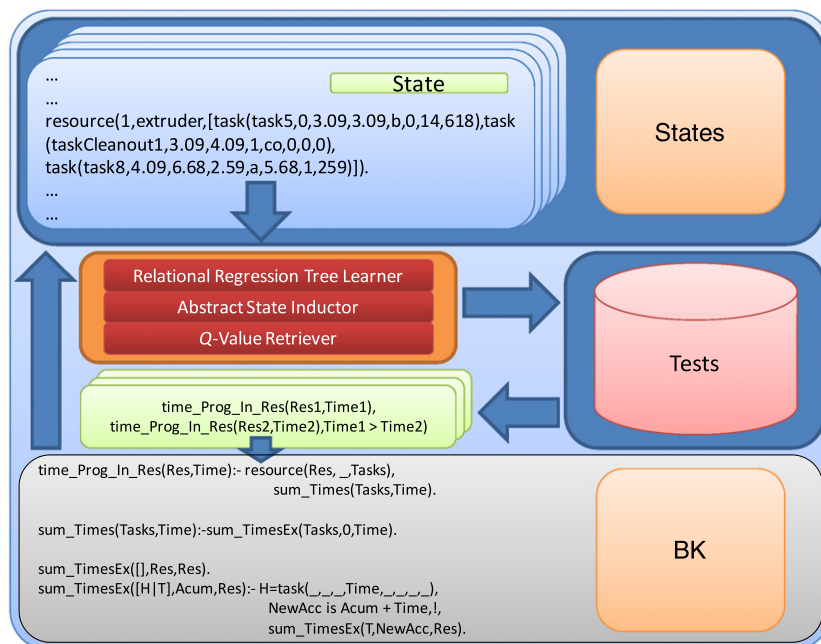 ...
...
State
resource(1,extruder,[task(task5,0,3.09,3.09,b,0,14,618),task
(taskCleanout1,3.09,4.09,1,co,0,0,0),
task(task8,4.09,6.68,2.59,a,5.68,1,259)]).
...
...
States
Relational Regression Tree Learner
Abstract State Inductor
Q-Value Retriever
Tests
time_Prog_In_Res(Res1,Time1),
time_Prog_In_Res(Res2,Time2),Time1 > Time2)
time_Prog_In_Res(Res,Time):- resource(Res, _,Tasks),
sum_Times(Tasks,Time).
sum_Times(Tasks,Time):-sum_TimesEx(Tasks,0,Time).
sum_TimesEx([],Res,Res).
sum_TimesEx([H|T],Acum,Res):- H=task(_,_,_,Time,_,_,_,_),
NewAcc is Acum + Time,!,
sum_TimesEx(T,NewAcc,Res).
BK